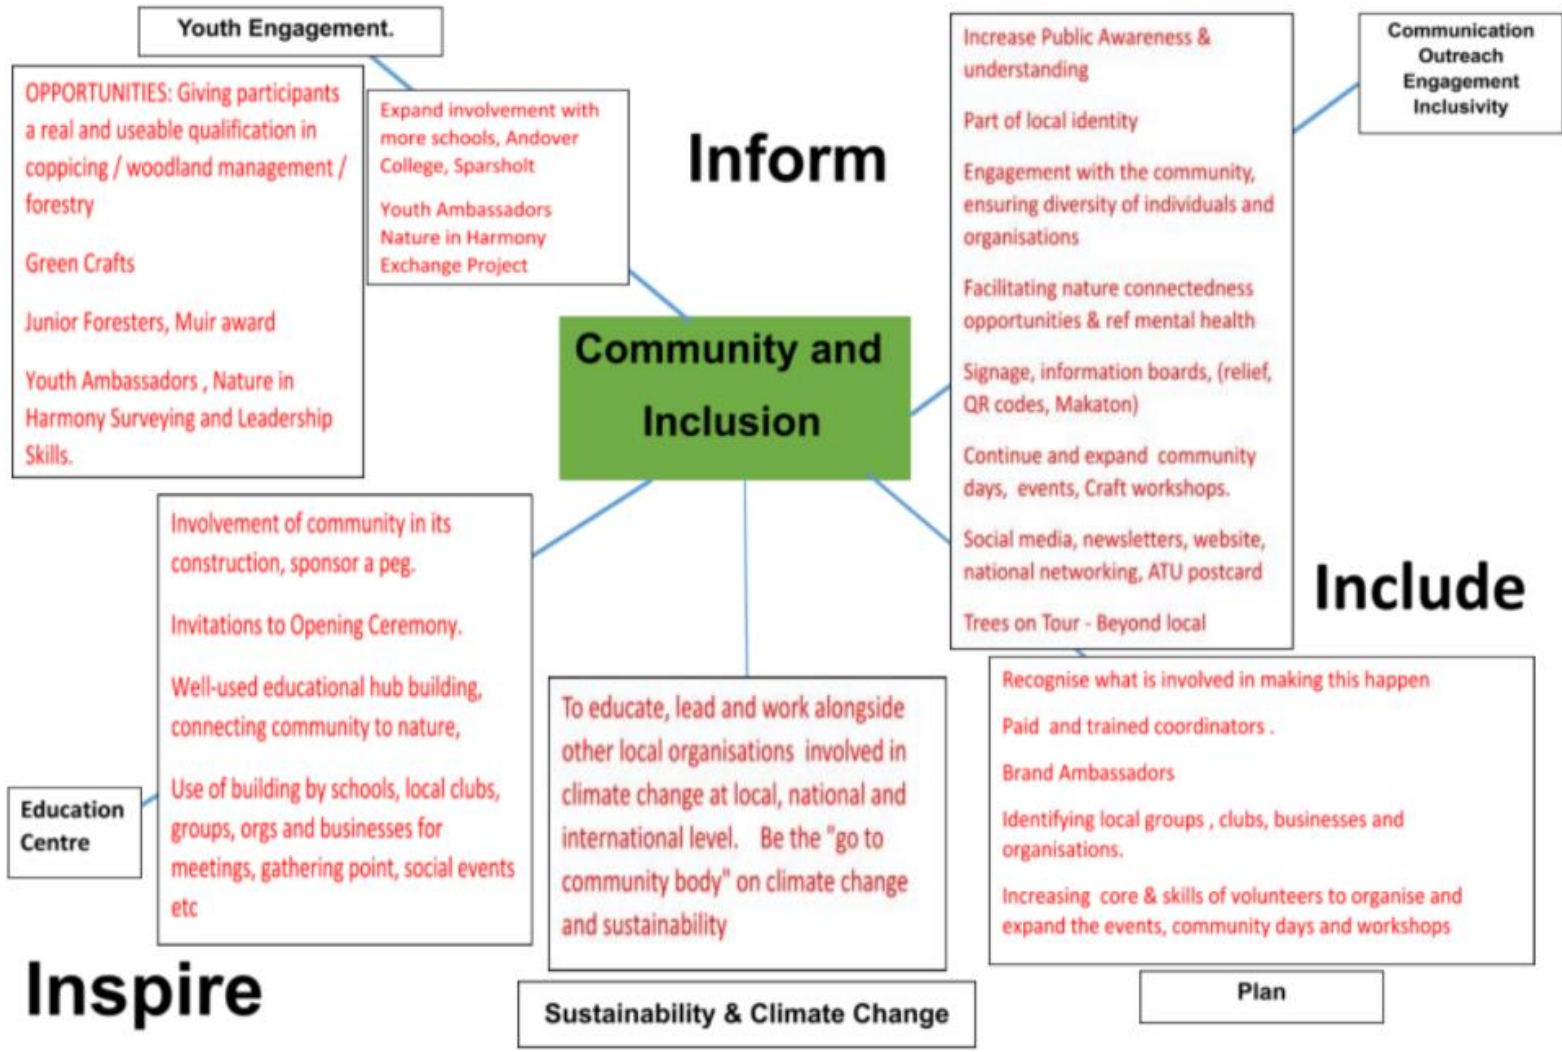 Youth Engagement.
OPPORTUNITIES: Giving participants
a real and useable qualification in
coppicing / woodland management /
forestry
Green Crafts
Junior Foresters, Muir award
Youth Ambassadors , Nature in
Harmony Surveying and Leadership
Skills.
Expand involvement with
more schools, Andover
College, Sparsholt
Youth Ambassadors
Nature in Harmony
Exchange Project
Inform
Community and
Inclusion
Increase Public Awareness &
understanding
Part of local identity
Engagement with the community,
ensuring diversity of individuals and
organisations
Facilitating nature connectedness
opportunities & ref mental health
Signage, information boards, (relief,
QR codes, Makaton)
Continue and expand  community
days,  events, Craft workshops.
Social media, newsletters, website,
national networking, ATU postcard
Trees on Tour - Beyond local
Communication
Outreach
Engagement
Inclusivity
Include
Involvement of community in its
construction, sponsor a peg.
Invitations to Opening Ceremony.
Well-used educational hub building,
connecting community to nature,
Use of building by schools, local clubs,
groups, orgs and businesses for
meetings, gathering point, social events
etc
Education
Centre
Inspire
To educate, lead and work alongside
other local organisations  involved in
climate change at local, national and
international level.   Be the "go to
community body" on climate change
and sustainability
Sustainability & Climate Change
Recognise what is involved in making this happen
Paid  and trained coordinators .
Brand Ambassadors
Identifying local groups , clubs, businesses and
organisations.
Increasing  core & skills of volunteers to organise and
expand the events, community days and workshops
Plan